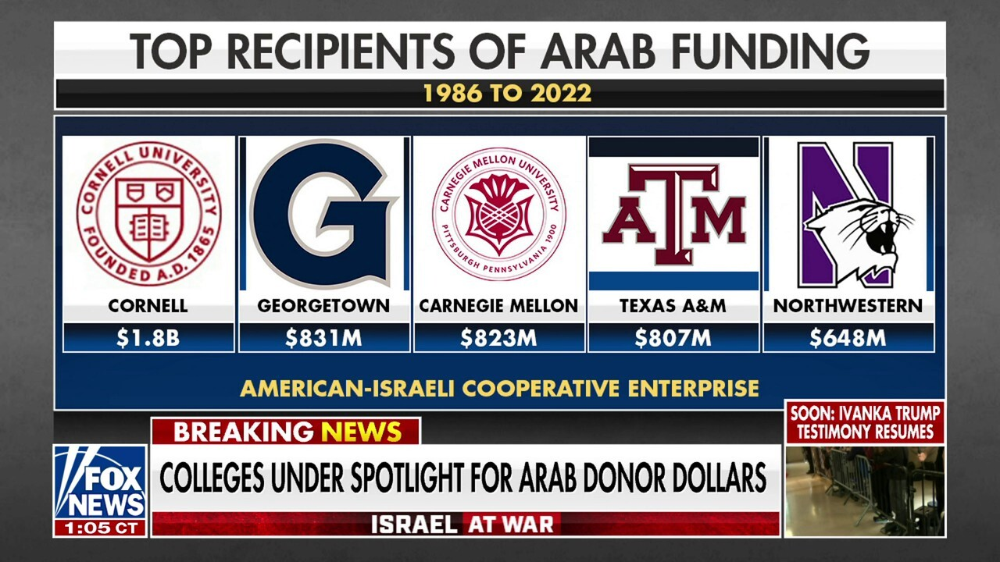 TOP RECIPIENTS OF ARAB FUNDING
1986 TO 2022
CORNELL UNIVERSITY
FOUNDED A.D. 1865
G
CARNEGIE MELLON UNIVERSITY
PITTSBURGH PENNSYLVANIA 1900
ATM
N
CORNELL
GEORGETOWN
CARNEGIE MELLON
TEXAS A&M
NORTHWESTERN
$1.8B
$831M
$823M
$807M
$648M
AMERICAN-ISRAELI COOPERATIVE ENTERPRISE
SOON: IVANKA TRUMP
TESTIMONY RESUMES
BREAKING NEWS
COLLEGES UNDER SPOTLIGHT FOR ARAB DONOR DOLLARS
FOX
NEWS
1:05 CT
ISRAEL AT WAR